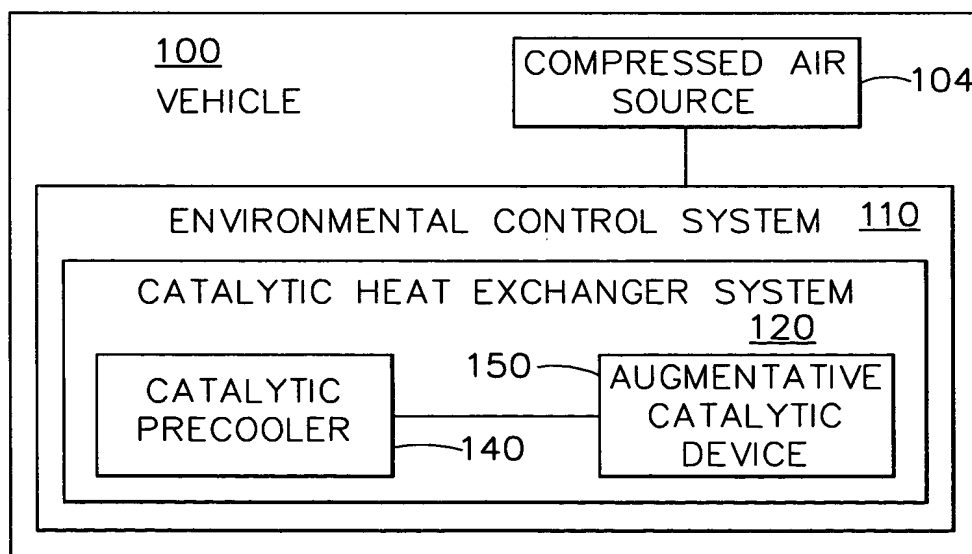 100
VEHICLE
COMPRESSED AIR
SOURCE
104
ENVIRONMENTAL CONTROL SYSTEM 110
CATALYTIC HEAT EXCHANGER SYSTEM
120
CATALYTIC
PRECOOLER
140
150
AUGMENTATIVE
CATALYTIC
DEVICE